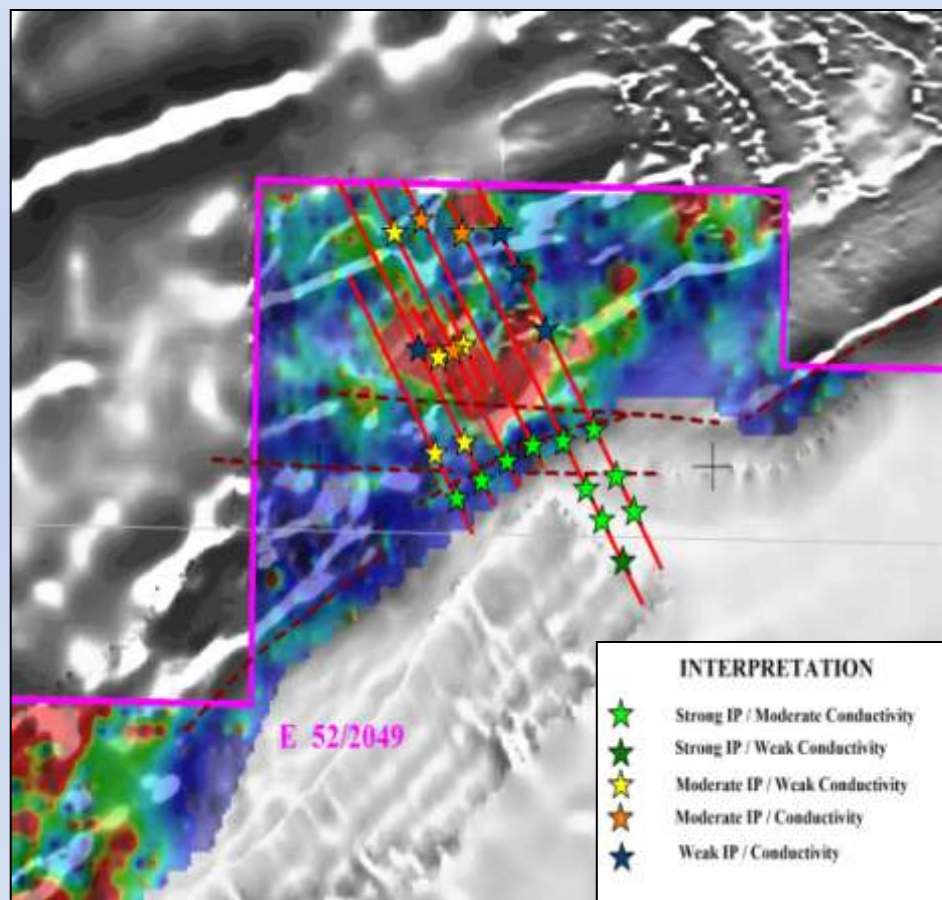 E 52/2049
INTERPRETATION
Strong IP / Moderate Conductivity
Strong IP / Weak Conductivity
Moderate IP / Weak Conductivity
Moderate IP / Conductivity
Weak IP / Conductivity